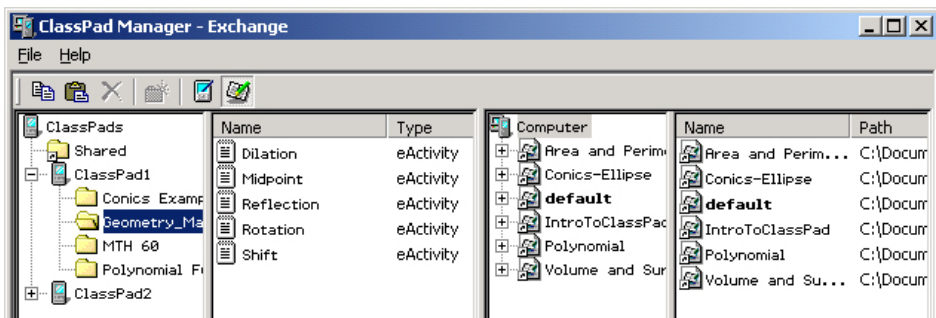 ClassPad Manager - Exchange
File Help
ClassPads
Shared
ClassPad1
Conics Examp
Geometry_Ma
MTH 60
Polynomial F
ClassPad2
Name Type
Dilation eActivity
Midpoint eActivity
Reflection eActivity
Rotation eActivity
Shift eActivity
Computer
Area and Perim
Conics-Ellipse
default
IntroToClassPad
Polynomial
Volume and Sur
Name Path
Area and Perim... C:\Docum
Conics-Ellipse C:\Docum
default C:\Docum
IntroToClassPad C:\Docum
Polynomial C:\Docum
Volume and Su... C:\Docum